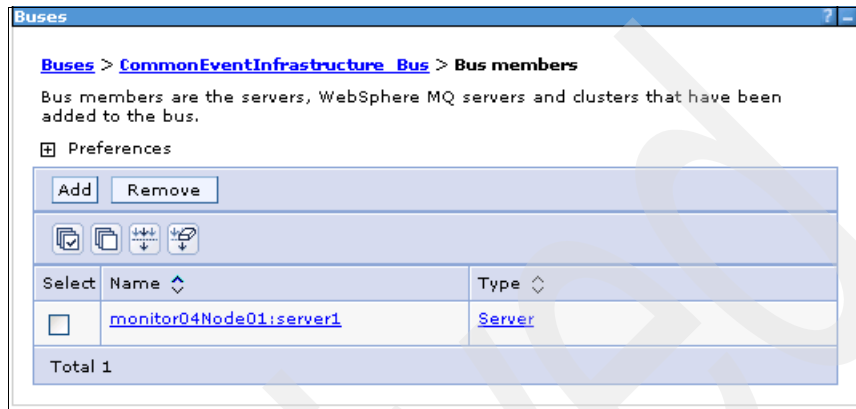 Buses
? –
Buses > CommonEventInfrastructure_Bus > Bus members
Bus members are the servers, WebSphere MQ servers and clusters that have been
added to the bus.
Preferences
Add Remove
Select Name Type
monitor04Node01:server1 Server
Total 1